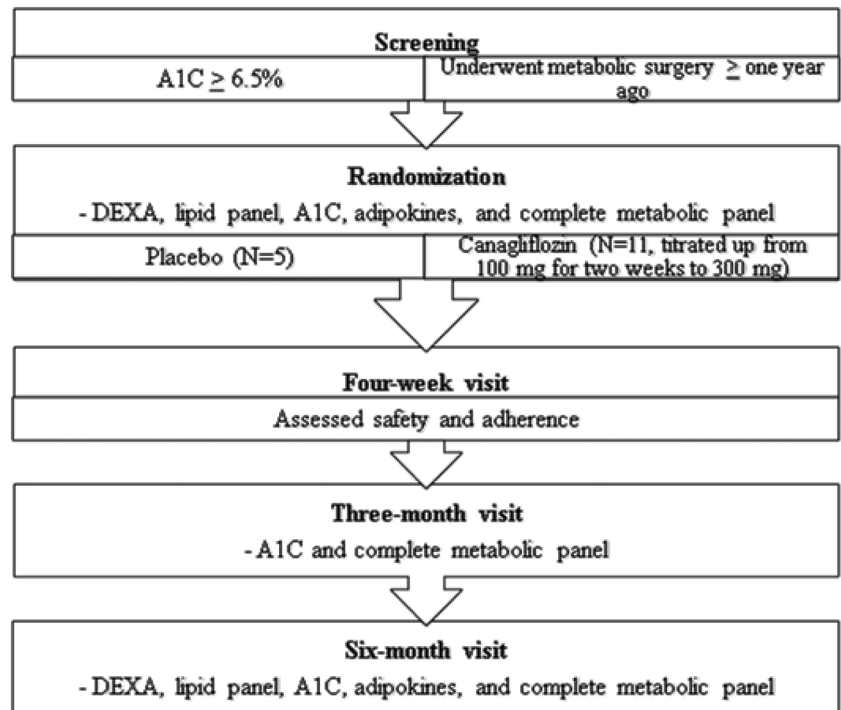 Screening
A1C ≥ 6.5%
Underwent metabolic surgery ≥ one year
ago
Randomization
- DEXA, lipid panel, A1C, adipokines, and complete metabolic panel
Placebo (N=5)
Canagliflozin (N=11, titrated up from
100 mg for two weeks to 300 mg)
Four-week visit
Assessed safety and adherence
Three-month visit
- A1C and complete metabolic panel
Six-month visit
- DEXA, lipid panel, A1C, adipokines, and complete metabolic panel